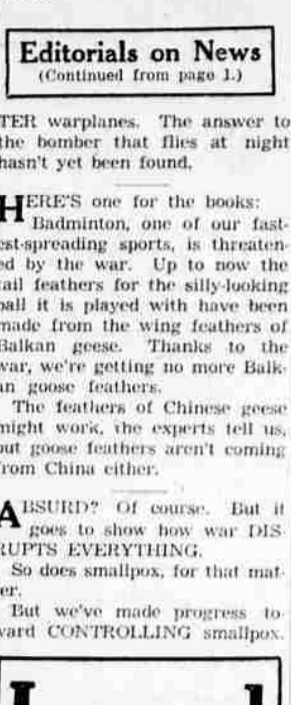 Editorials on News
(Continued from page 1.)
TER warplanes. The answer to
the bomber that flies at night
hasn't yet been found.
HERE'S one for the books:
Badminton, one of our fast-
est-spreading sports, is threaten-
ed by the war. Up to now the
tail feathers for the silly-looking
ball it is played with have been
made from the wing feathers of
Balkan geese. Thanks to the
war, we're getting no more Balk-
an goose feathers.
The feathers of Chinese geese
might work, the experts tell us,
but goose feathers aren't coming
from China either.
ABSURD? Of course. But it
goes to show how war DIS-
RUPTS EVERYTHING.
So does smallpox, for that mat-
ter.
But we've made progress to-
ward CONTROLLING smallpox.